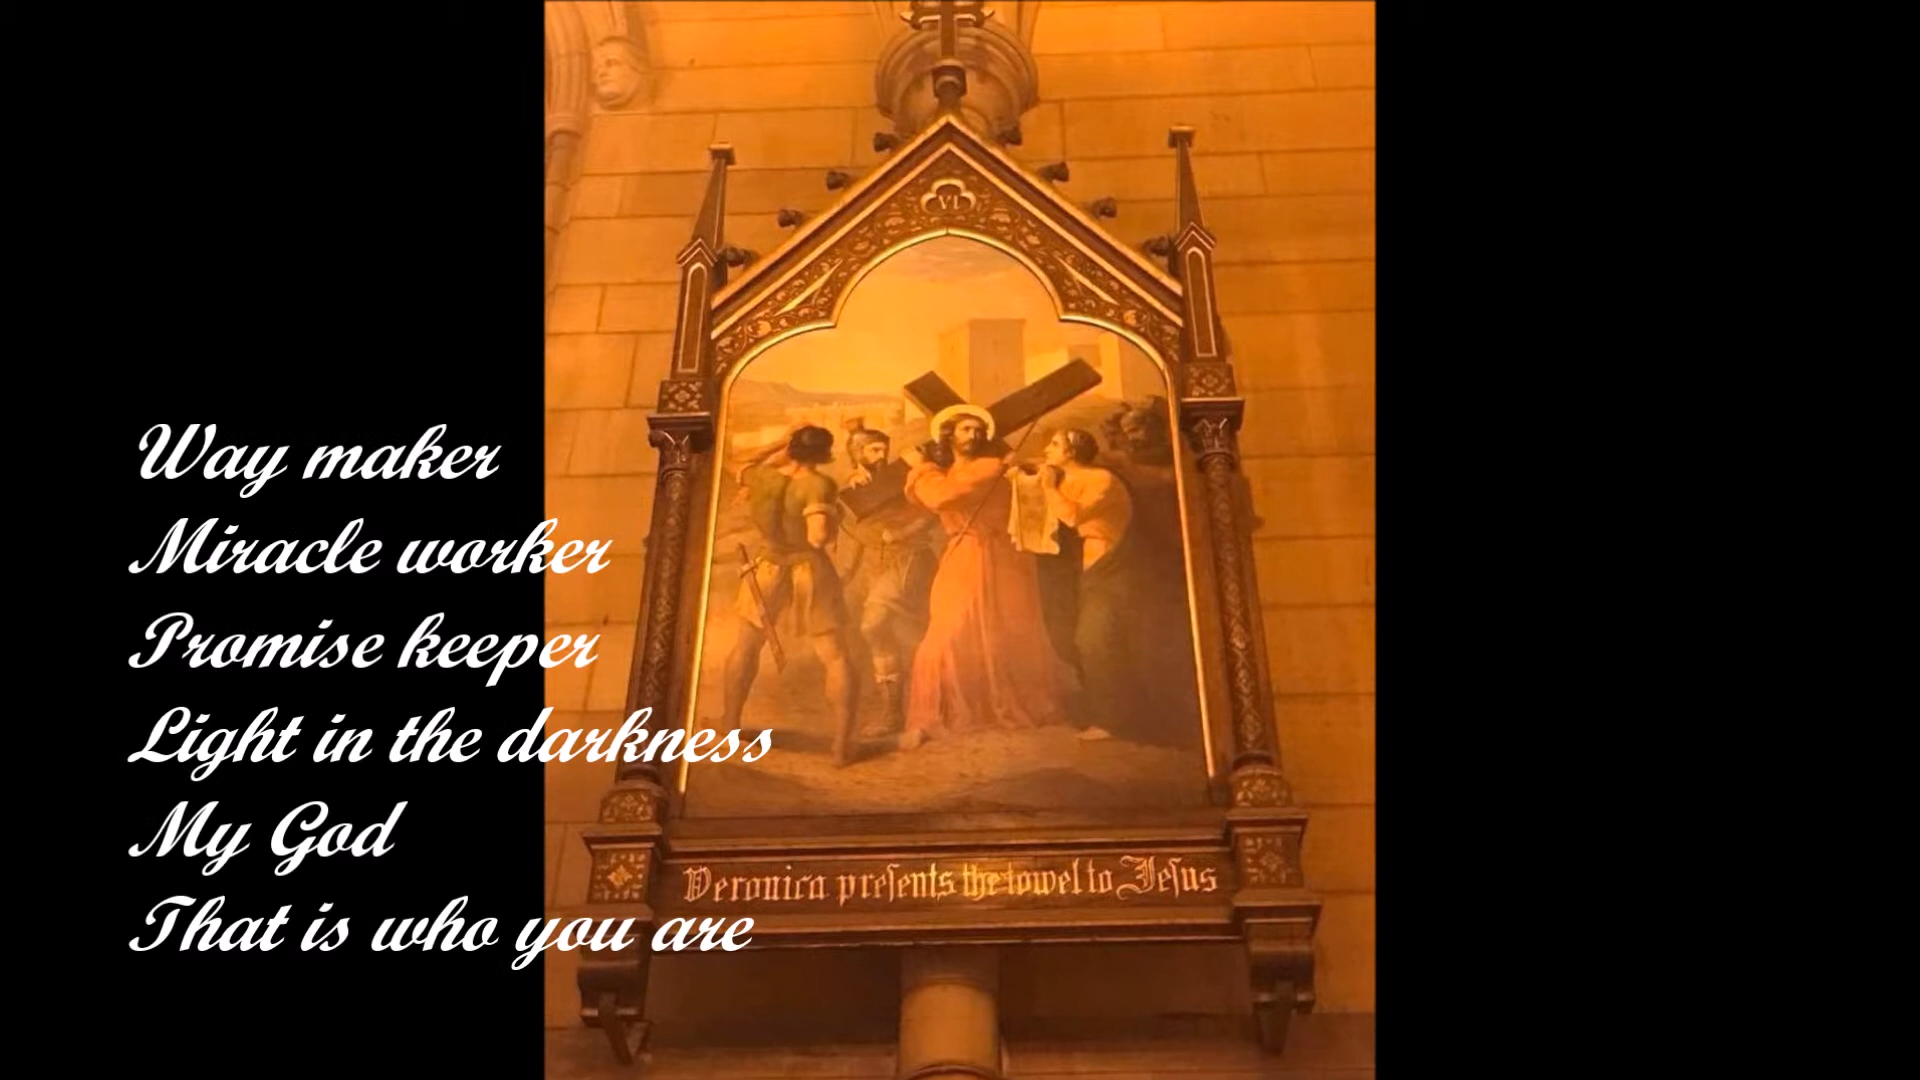 VI
Way maker
Miracle worker
Promise keeper
Light in the darkness
My God
That is who you are
Veronica preſents the towel to Jeſus